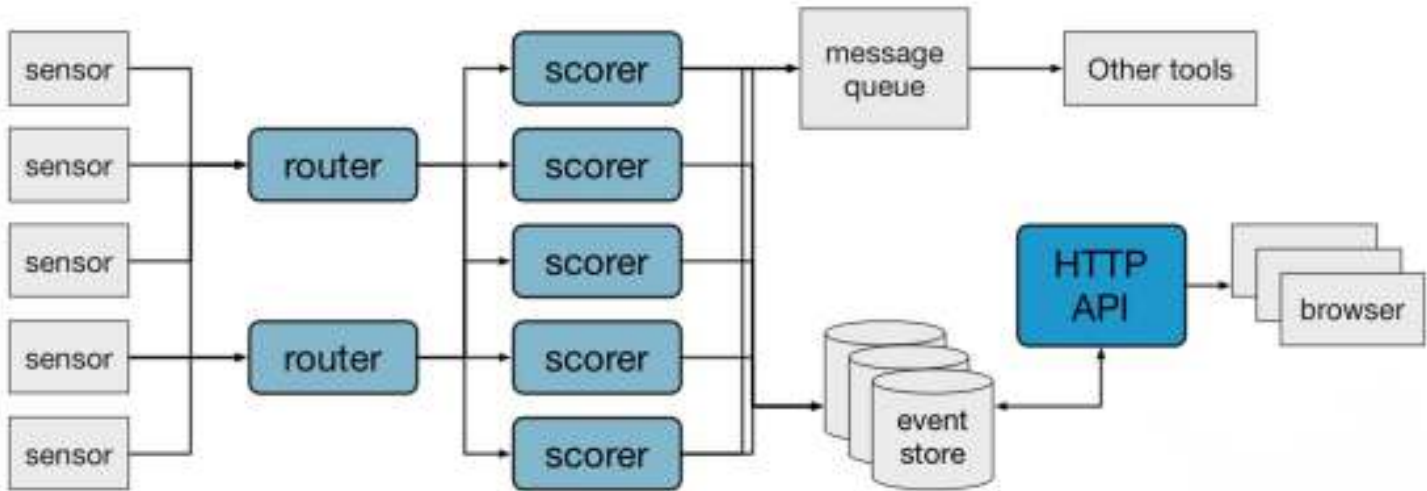 sensor
sensor
sensor
sensor
sensor
router
router
scorer
scorer
scorer
scorer
scorer
message
queue
Other tools
event
store
HTTP
API
browser